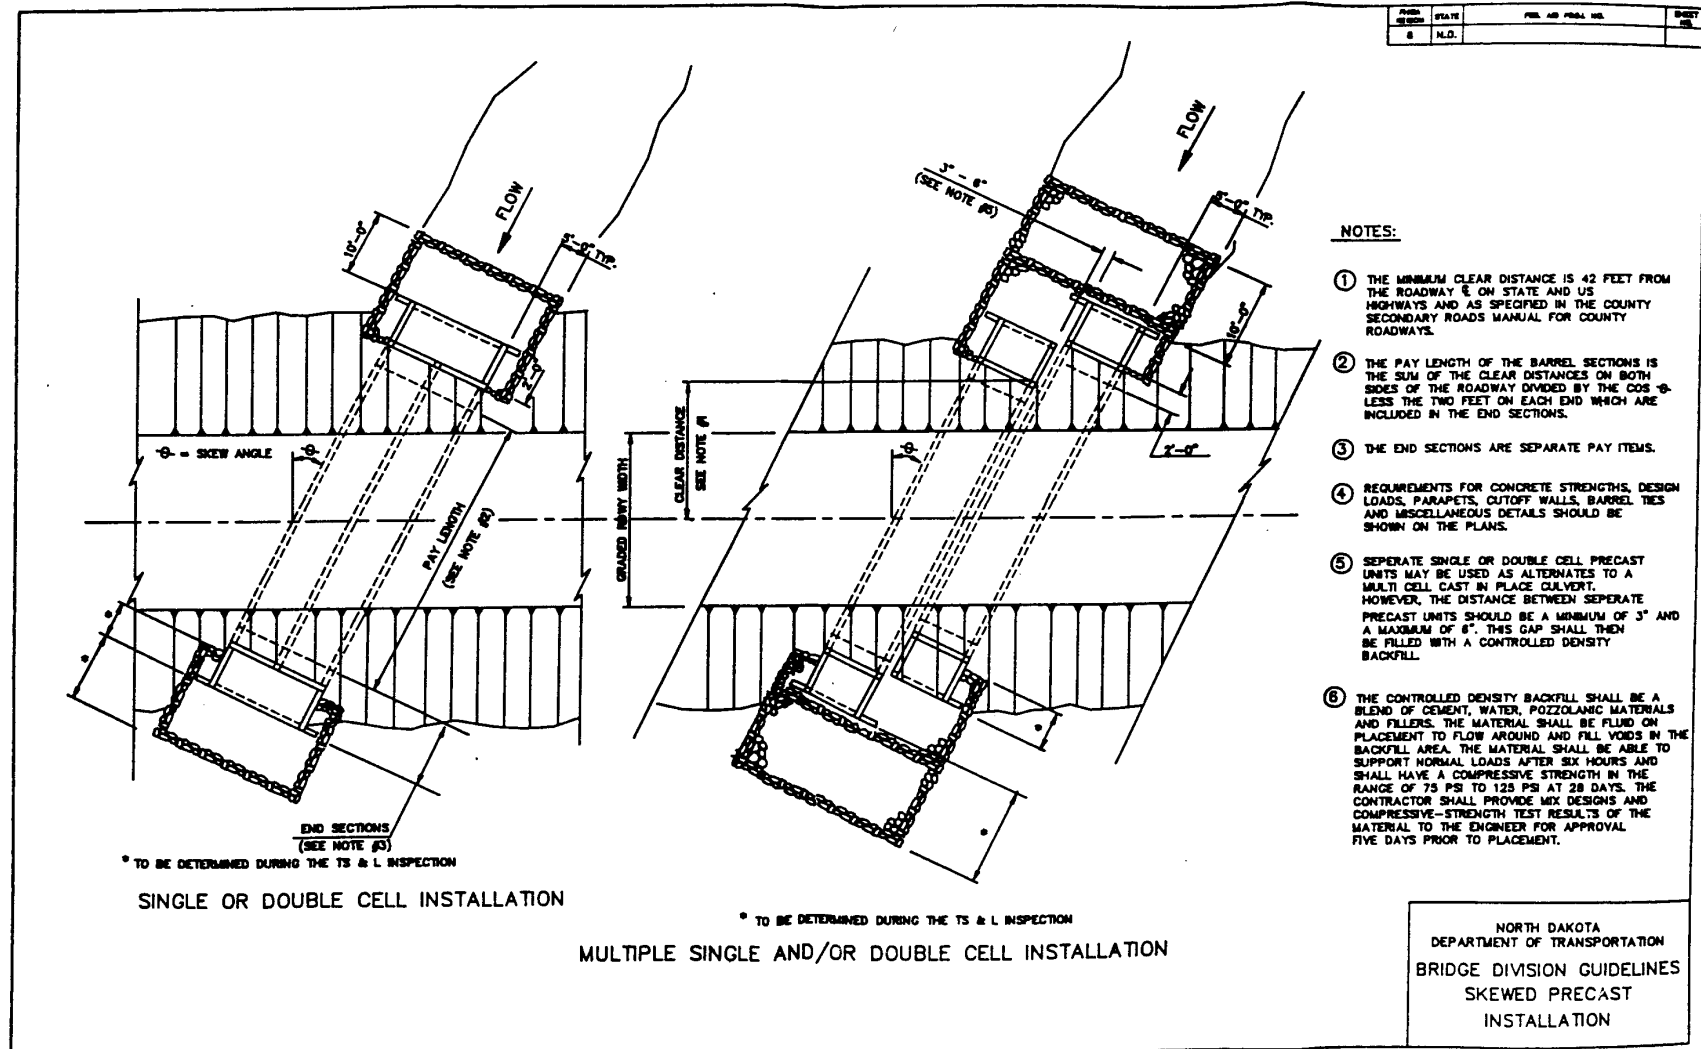 FHWA REGION STATE FED. AID PROJ. NO. SHEET NO.
8 N.D.
FLOW
10'-0"
5'-0" TYP.
2'-0"
-θ- = SKEW ANGLE
-θ-
PAY LENGTH
(SEE NOTE #2)
*
*
END SECTIONS
(SEE NOTE #3)
* TO BE DETERMINED DURING THE TS & L INSPECTION
SINGLE OR DOUBLE CELL INSTALLATION
FLOW
3" - 6"
(SEE NOTE #5)
5'-0" TYP.
10'-0"
2'-0"
CLEAR DISTANCE
SEE NOTE #1
GRADED RDWY WIDTH
-θ-
*
*
* TO BE DETERMINED DURING THE TS & L INSPECTION
MULTIPLE SINGLE AND/OR DOUBLE CELL INSTALLATION
NOTES:
1 THE MINIMUM CLEAR DISTANCE IS 42 FEET FROM
THE ROADWAY ℄ ON STATE AND US
HIGHWAYS AND AS SPECIFIED IN THE COUNTY
SECONDARY ROADS MANUAL FOR COUNTY
ROADWAYS.
2 THE PAY LENGTH OF THE BARREL SECTIONS IS
THE SUM OF THE CLEAR DISTANCES ON BOTH
SIDES OF THE ROADWAY DIVIDED BY THE COS -θ-
LESS THE TWO FEET ON EACH END WHICH ARE
INCLUDED IN THE END SECTIONS.
3 THE END SECTIONS ARE SEPARATE PAY ITEMS.
4 REQUIREMENTS FOR CONCRETE STRENGTHS, DESIGN
LOADS, PARAPETS, CUTOFF WALLS, BARREL TIES
AND MISCELLANEOUS DETAILS SHOULD BE
SHOWN ON THE PLANS.
5 SEPERATE SINGLE OR DOUBLE CELL PRECAST
UNITS MAY BE USED AS ALTERNATES TO A
MULTI CELL CAST IN PLACE CULVERT.
HOWEVER, THE DISTANCE BETWEEN SEPERATE
PRECAST UNITS SHOULD BE A MINIMUM OF 3" AND
A MAXIMUM OF 6". THIS GAP SHALL THEN
BE FILLED WITH A CONTROLLED DENSITY
BACKFILL.
6 THE CONTROLLED DENSITY BACKFILL SHALL BE A
BLEND OF CEMENT, WATER, POZZOLANIC MATERIALS
AND FILLERS. THE MATERIAL SHALL BE FLUID ON
PLACEMENT TO FLOW AROUND AND FILL VOIDS IN THE
BACKFILL AREA. THE MATERIAL SHALL BE ABLE TO
SUPPORT NORMAL LOADS AFTER SIX HOURS AND
SHALL HAVE A COMPRESSIVE STRENGTH IN THE
RANGE OF 75 PSI TO 125 PSI AT 28 DAYS. THE
CONTRACTOR SHALL PROVIDE MIX DESIGNS AND
COMPRESSIVE-STRENGTH TEST RESULTS OF THE
MATERIAL TO THE ENGINEER FOR APPROVAL
FIVE DAYS PRIOR TO PLACEMENT.
NORTH DAKOTA
DEPARTMENT OF TRANSPORTATION
BRIDGE DIVISION GUIDELINES
SKEWED PRECAST
INSTALLATION